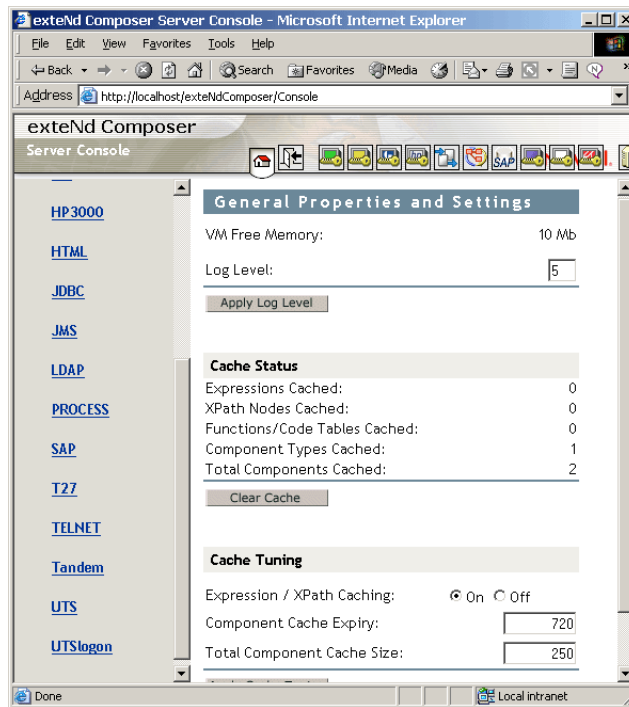 exteNd Composer Server Console - Microsoft Internet Explorer
File Edit View Favorites Tools Help
Back Search Favorites Media
Address http://localhost/exteNdComposer/Console
exteNd Composer
Server Console
SAP
HP3000
HTML
JDBC
JMS
LDAP
PROCESS
SAP
T27
TELNET
Tandem
UTS
UTSlogon
General Properties and Settings
VM Free Memory: 10 Mb
Log Level: 5
Apply Log Level
Cache Status
Expressions Cached: 0
XPath Nodes Cached: 0
Functions/Code Tables Cached: 0
Component Types Cached: 1
Total Components Cached: 2
Clear Cache
Cache Tuning
Expression / XPath Caching: On Off
Component Cache Expiry: 720
Total Component Cache Size: 250
Done Local intranet